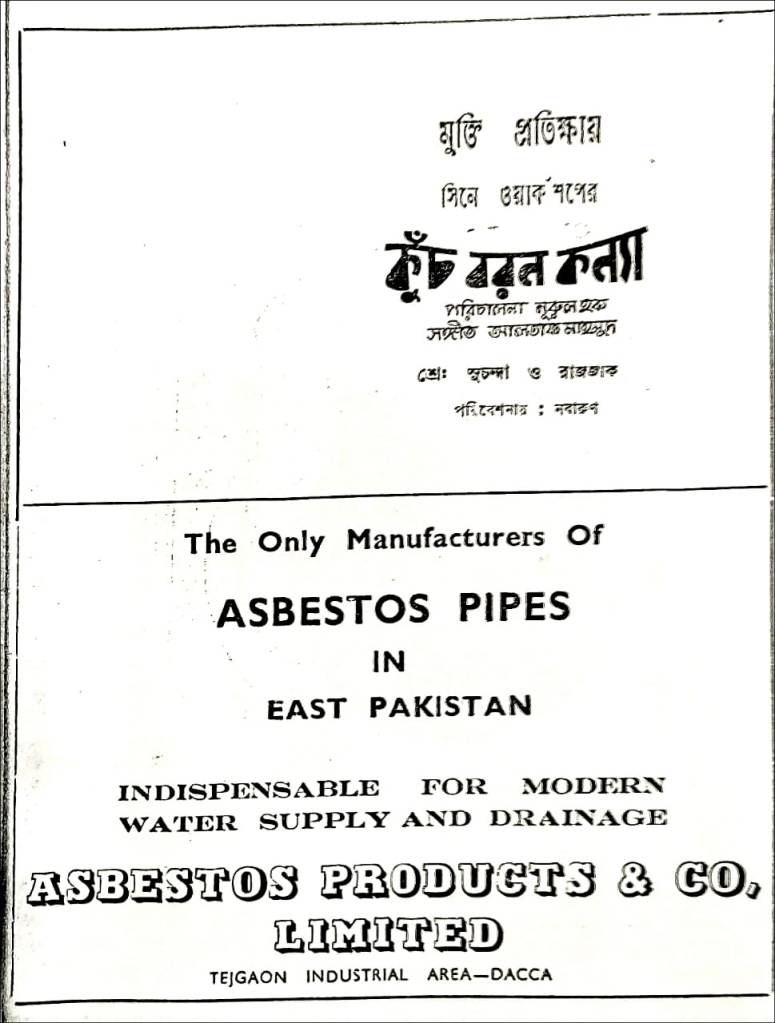 মুক্তি প্রতিক্ষায়
সিনে ওয়ার্কশপের
কুঁচ বরন কন্যা
পরিচালনা নূরুল হক
সঙ্গীত আলতাফ মাহমুদ
শ্রেঃ সুচন্দা ও রাজ্জাক
পরিবেশনায় : নবারুণ
The Only Manufacturers Of
ASBESTOS PIPES
IN
EAST PAKISTAN
INDISPENSABLE FOR MODERN
WATER SUPPLY AND DRAINAGE
ASBESTOS PRODUCTS & CO,
LIMITED
TEJGAON INDUSTRIAL AREA—DACCA